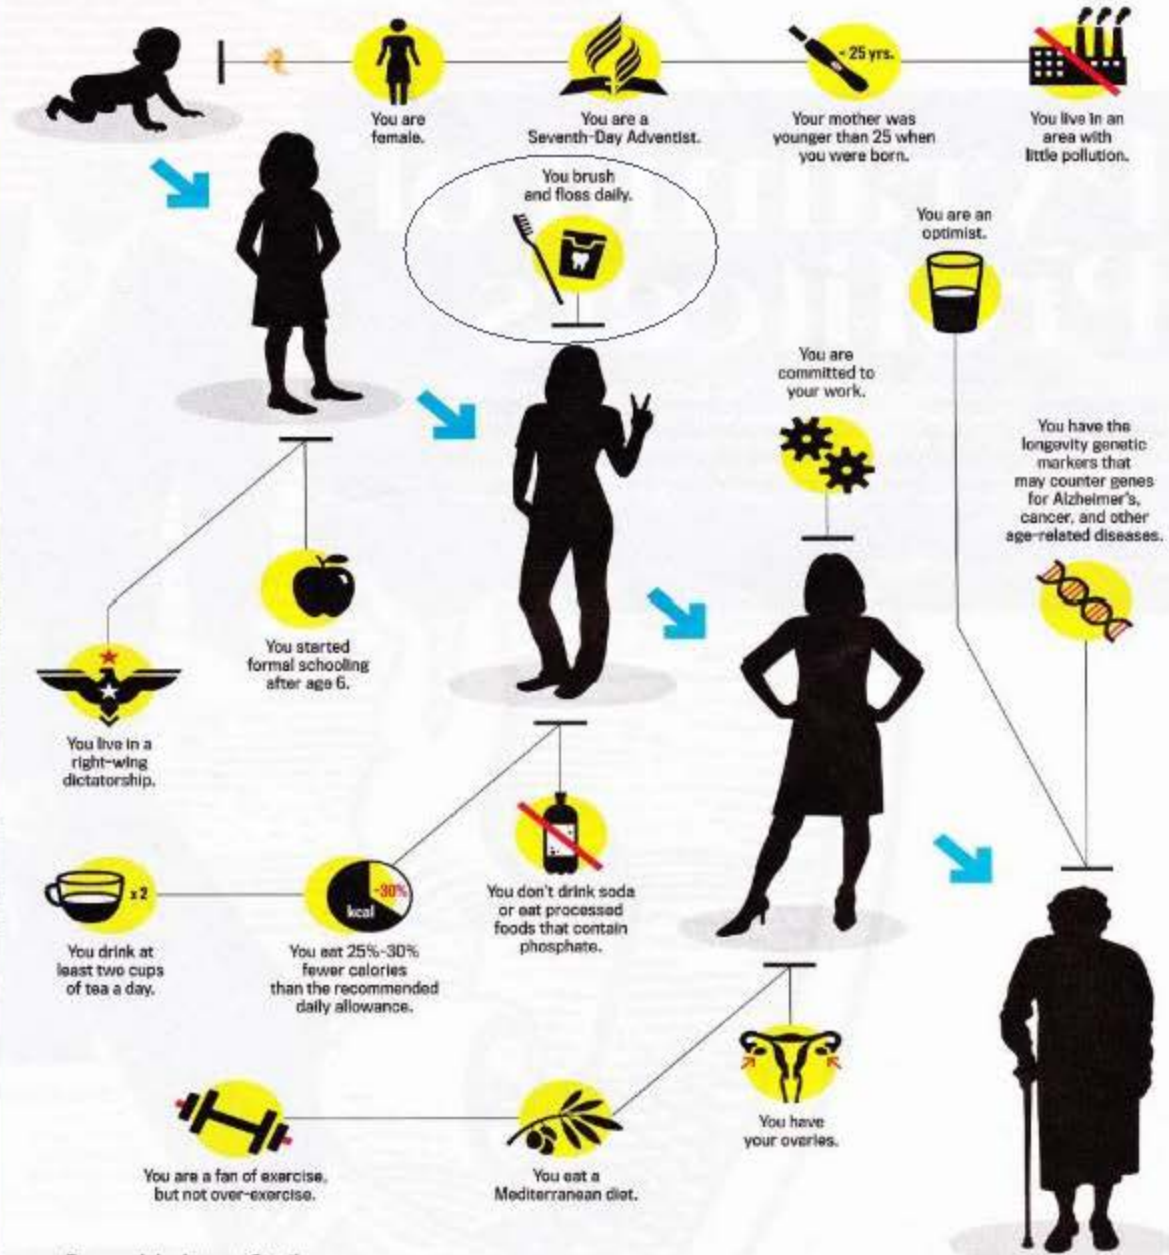 You are
female.
You are a
Seventh-Day Adventist.
- 25 yrs.
Your mother was
younger than 25 when
you were born.
You live in an
area with
little pollution.
You brush
and floss daily.
You are an
optimist.
You are
committed to
your work.
You have the
longevity genetic
markers that
may counter genes
for Alzheimer's,
cancer, and other
age-related diseases.
You started
formal schooling
after age 6.
You live in a
right-wing
dictatorship.
x2
You drink at
least two cups
of tea a day.
-30%
kcal
You eat 25%-30%
fewer calories
than the recommended
daily allowance.
You don't drink soda
or eat processed
foods that contain
phosphate.
You have
your ovaries.
You are a fan of exercise,
but not over-exercise.
You eat a
Mediterranean diet.